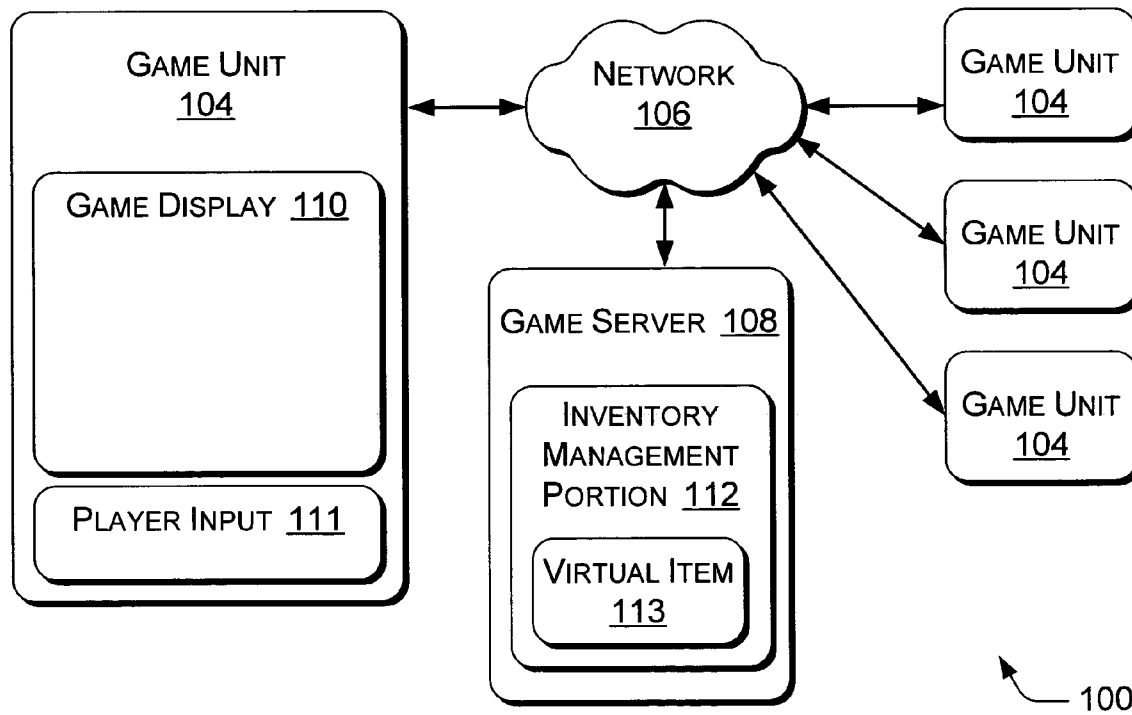 GAME UNIT
104
GAME DISPLAY 110
PLAYER INPUT 111
NETWORK
106
GAME SERVER 108
INVENTORY
MANAGEMENT
PORTION 112
VIRTUAL ITEM
113
GAME UNIT
104
GAME UNIT
104
GAME UNIT
104
100